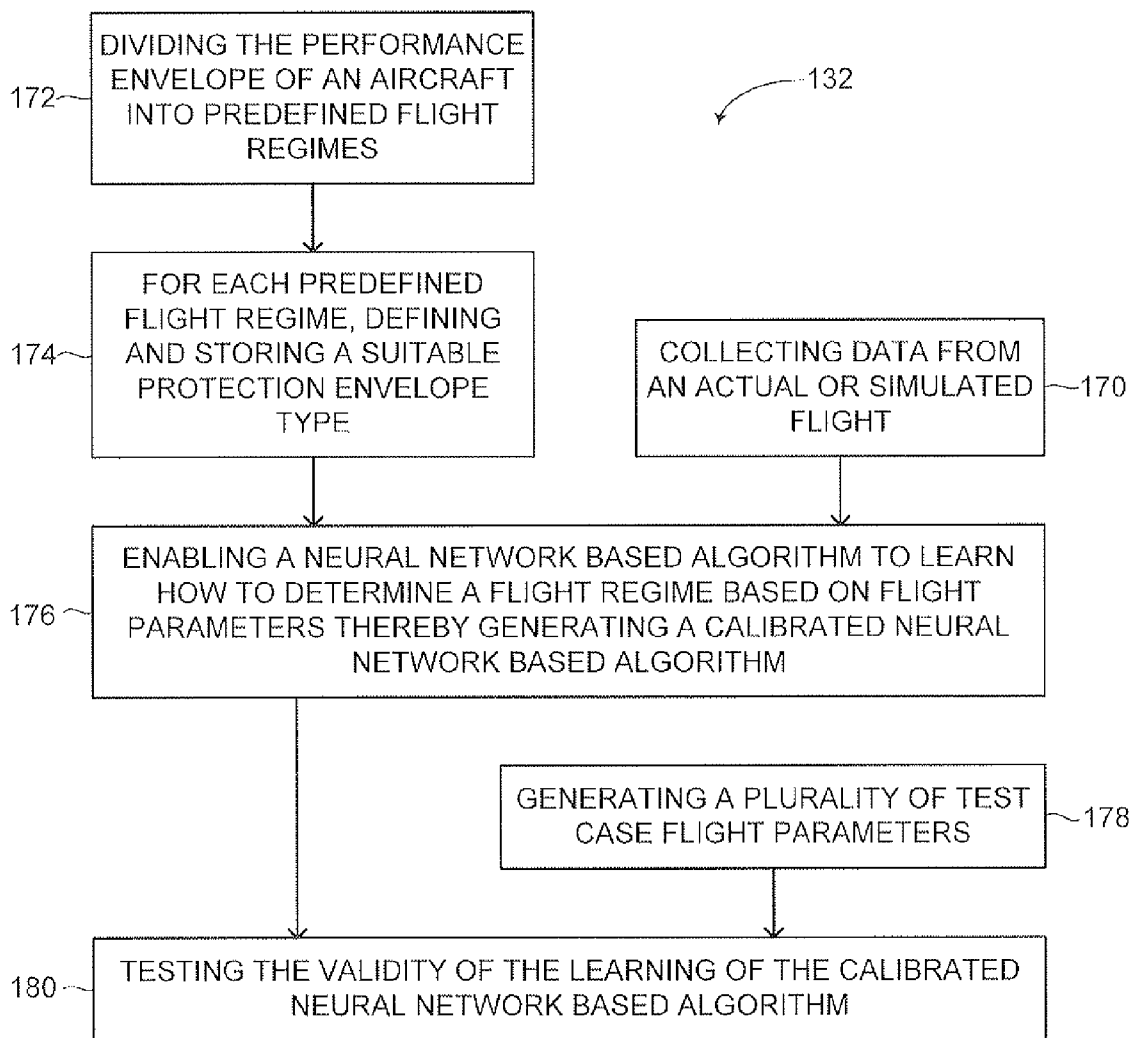 DIVIDING THE PERFORMANCE
ENVELOPE OF AN AIRCRAFT
INTO PREDEFINED FLIGHT
REGIMES
172
132
FOR EACH PREDEFINED
FLIGHT REGIME, DEFINING
AND STORING A SUITABLE
PROTECTION ENVELOPE
TYPE
174
COLLECTING DATA FROM
AN ACTUAL OR SIMULATED
FLIGHT
170
ENABLING A NEURAL NETWORK BASED ALGORITHM TO LEARN
HOW TO DETERMINE A FLIGHT REGIME BASED ON FLIGHT
PARAMETERS THEREBY GENERATING A CALIBRATED NEURAL
NETWORK BASED ALGORITHM
176
GENERATING A PLURALITY OF TEST
CASE FLIGHT PARAMETERS
178
TESTING THE VALIDITY OF THE LEARNING OF THE CALIBRATED
NEURAL NETWORK BASED ALGORITHM
180